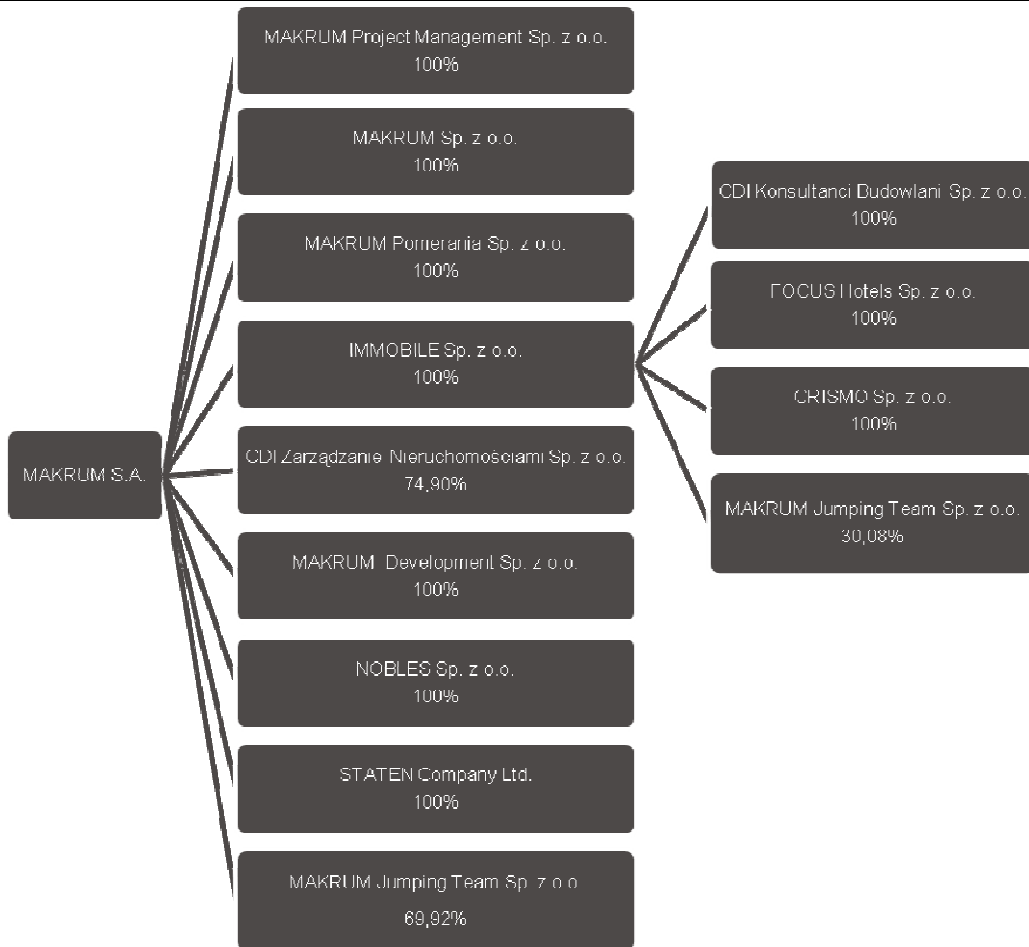 MAKRUM S.A.
MAKRUM Project Management Sp. z o.o.
100%
MAKRUM Sp. z o.o.
100%
MAKRUM Pomerania Sp. z o.o.
100%
IMMOBILE Sp. z o.o.
100%
CDI Zarządzanie Nieruchomościami Sp. z o.o.
74,90%
MAKRUM Development Sp. z o.o.
100%
NOBLES Sp. z o.o.
100%
STATEN Company Ltd.
100%
MAKRUM Jumping Team Sp. z o.o
69,92%
CDI Konsultanci Budowlani Sp. z o.o.
100%
FOCUS Hotels Sp. z o.o.
100%
CRISMO Sp. z o.o.
100%
MAKRUM Jumping Team Sp. z o.o.
30,08%